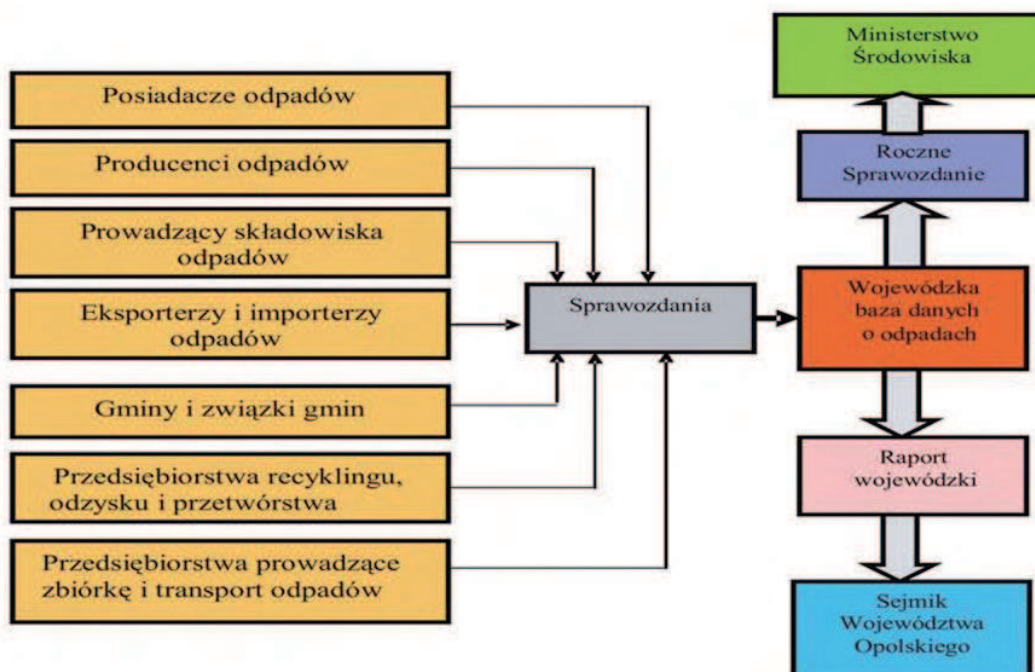 Posiadacze odpadów
Producenci odpadów
Prowadzący składowiska
odpadów
Eksporterzy i importerzy
odpadów
Gminy i związki gmin
Przedsiębiorstwa recyklingu,
odzysku i przetwórstwa
Przedsiębiorstwa prowadzące
zbiórkę i transport odpadów
Sprawozdania
Ministerstwo
Środowiska
Roczne
Sprawozdanie
Wojewódzka
baza danych
o odpadach
Raport
wojewódzki
Sejmik
Województwa
Opolskiego